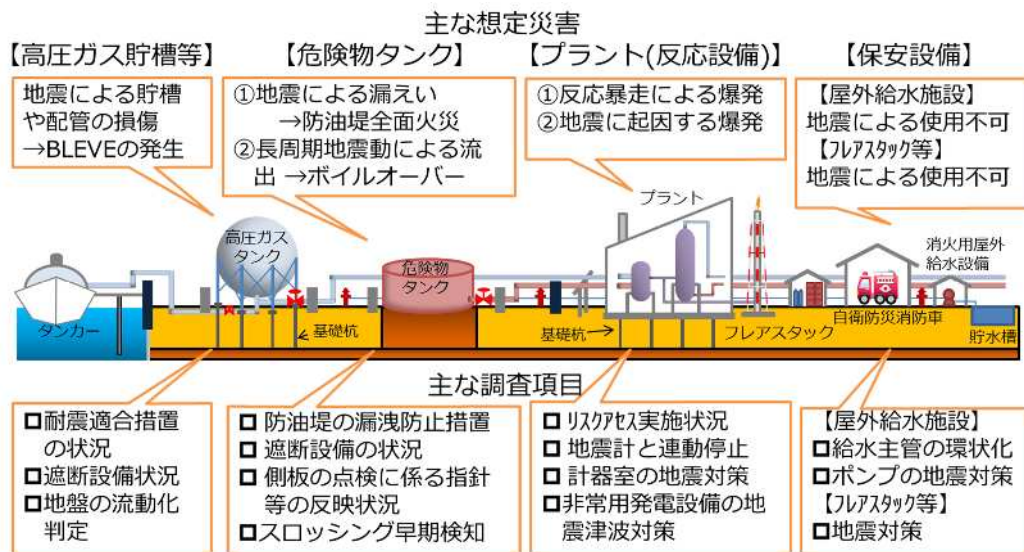 主な想定災害
【高圧ガス貯槽等】
地震による貯槽
や配管の損傷
→BLEVEの発生
【危険物タンク】
①地震による漏えい
→防油堤全面火災
②長周期地震動による流
出 →ボイルオーバー
【プラント(反応設備)】
①反応暴走による爆発
②地震に起因する爆発
【保安設備】
【屋外給水施設】
地震による使用不可
【ﾌﾚｱｽﾀｯｸ等】
地震による使用不可
タンカー
高圧ガス
タンク
基礎杭
危険物
タンク
プラント
基礎杭
フレアスタック
消火用屋外
給水設備
自衛防災消防車
貯水槽
主な調査項目
□耐震適合措置
の状況
□遮断設備状況
□地盤の流動化
判定
□ 防油堤の漏洩防止措置
□ 遮断設備の状況
□ 側板の点検に係る指針
等の反映状況
□スロッシング早期検知
□ ﾘｽｸｱｾｽ実施状況
□ 地震計と連動停止
□ 計器室の地震対策
□非常用発電設備の地
震津波対策
【屋外給水施設】
□給水主管の環状化
□ポンプの地震対策
【ﾌﾚｱｽﾀｯｸ等】
□地震対策